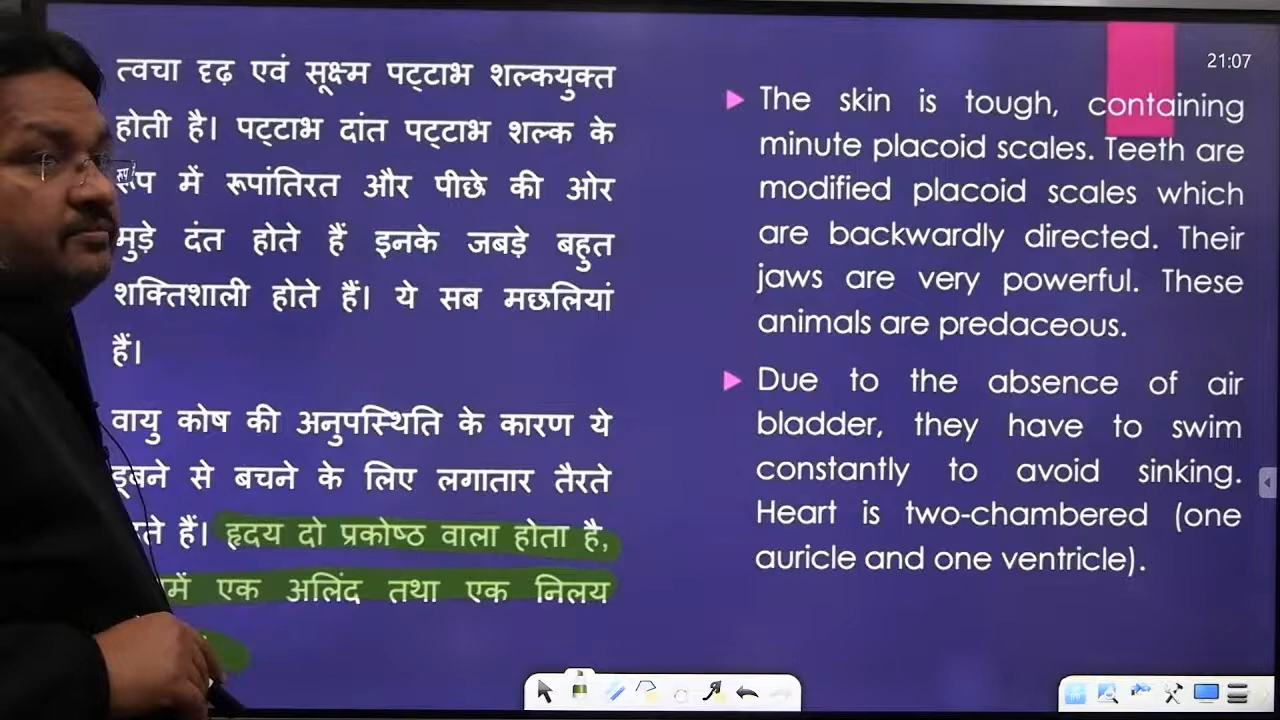 त्वचा दृढ़ एवं सूक्ष्म पट्टाभ शल्कयुक्त
होती है। पट्टाभ दांत पट्टाभ शल्क के
रूप में रूपांतिरत और पीछे की ओर
मुड़े दंत होते हैं इनके जबड़े बहुत
शक्तिशाली होते हैं। ये सब मछलियां
हैं।
वायु कोष की अनुपस्थिति के कारण ये
डूबने से बचने के लिए लगातार तैरते
हैं। हृदय दो प्रकोष्ठ वाला होता है,
एक अलिंद तथा एक निलय
21:07
The skin is tough, containing
minute placoid scales. Teeth are
modified placoid scales which
are backwardly directed. Their
jaws are very powerful. These
animals are predaceous.
Due to the absence of air
bladder, they have to swim
constantly to avoid sinking.
Heart is two-chambered (one
auricle and one ventricle).